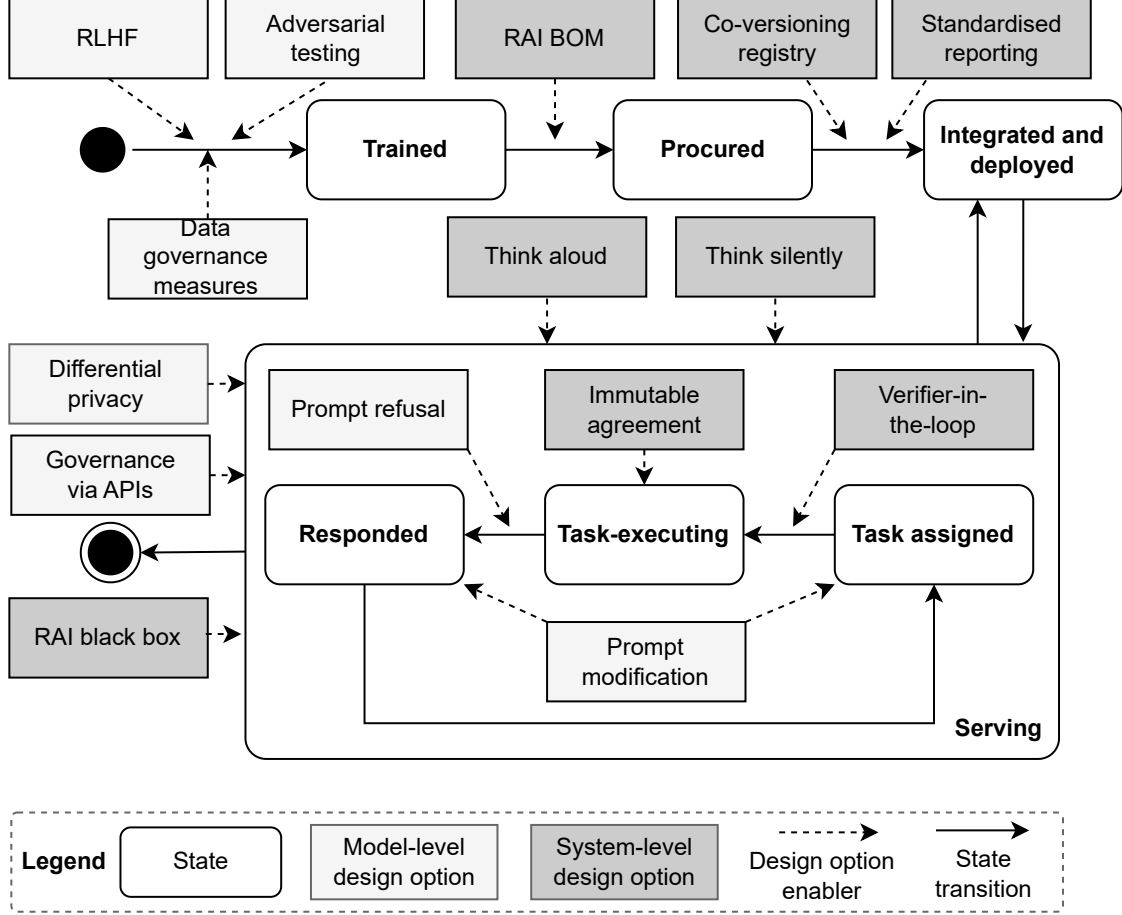 RLHF
Adversarial
testing
RAI BOM
Co-versioning
registry
Standardised
reporting
Trained
Procured
Integrated and
deployed
Data
governance
measures
Think aloud
Think silently
Differential
privacy
Governance
via APIs
RAI black box
Prompt refusal
Immutable
agreement
Verifier-in-
the-loop
Responded
Task-executing
Task assigned
Prompt
modification
Serving
Legend
State
Model-level
design option
System-level
design option
Design option
enabler
State
transition